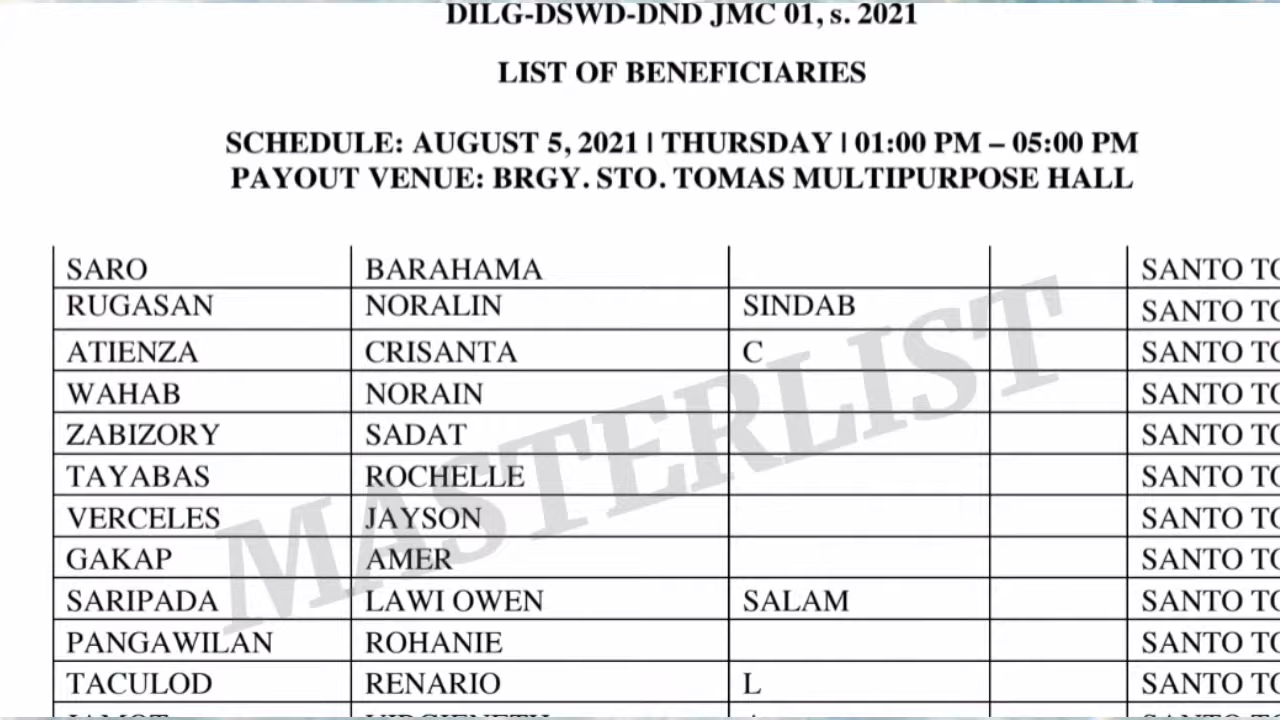 DILG-DSWD-DND JMC 01, s. 2021
LIST OF BENEFICIARIES
SCHEDULE: AUGUST 5, 2021 | THURSDAY | 01:00 PM – 05:00 PM
PAYOUT VENUE: BRGY. STO. TOMAS MULTIPURPOSE HALL
SARO BARAHAMA SANTO TO
RUGASAN NORALIN SINDAB SANTO TO
ATIENZA CRISANTA C SANTO TO
WAHAB NORAIN SANTO TO
ZABIZORY SADAT SANTO TO
TAYABAS ROCHELLE SANTO TO
VERCELES JAYSON SANTO TO
GAKAP AMER SANTO TO
SARIPADA LAWI OWEN SALAM SANTO TO
PANGAWILAN ROHANIE SANTO TO
TACULOD RENARIO L SANTO TO
MASTERLIST